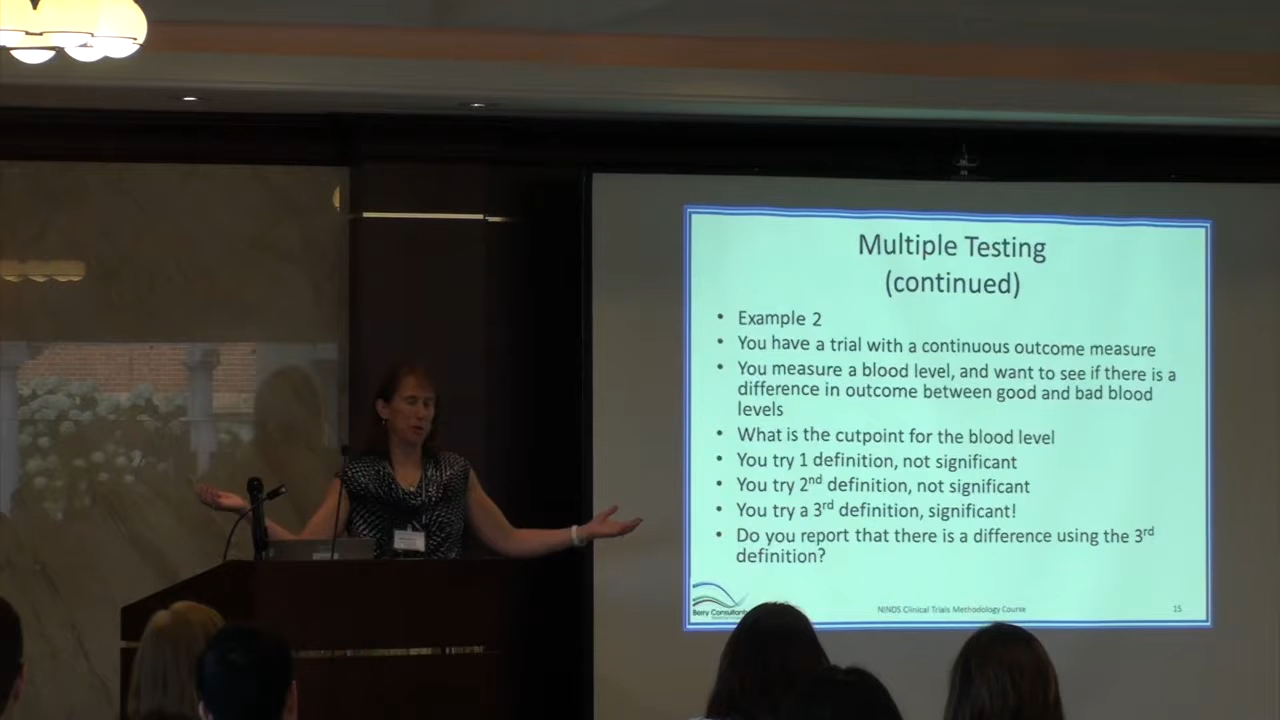 Multiple Testing
(continued)
• Example 2
• You have a trial with a continuous outcome measure
• You measure a blood level, and want to see if there is a
difference in outcome between good and bad blood
levels
• What is the cutpoint for the blood level
• You try 1 definition, not significant
• You try 2nd definition, not significant
• You try a 3rd definition, significant!
• Do you report that there is a difference using the 3rd
definition?
Berry Consultants
NINDS Clinical Trials Methodology Course
15